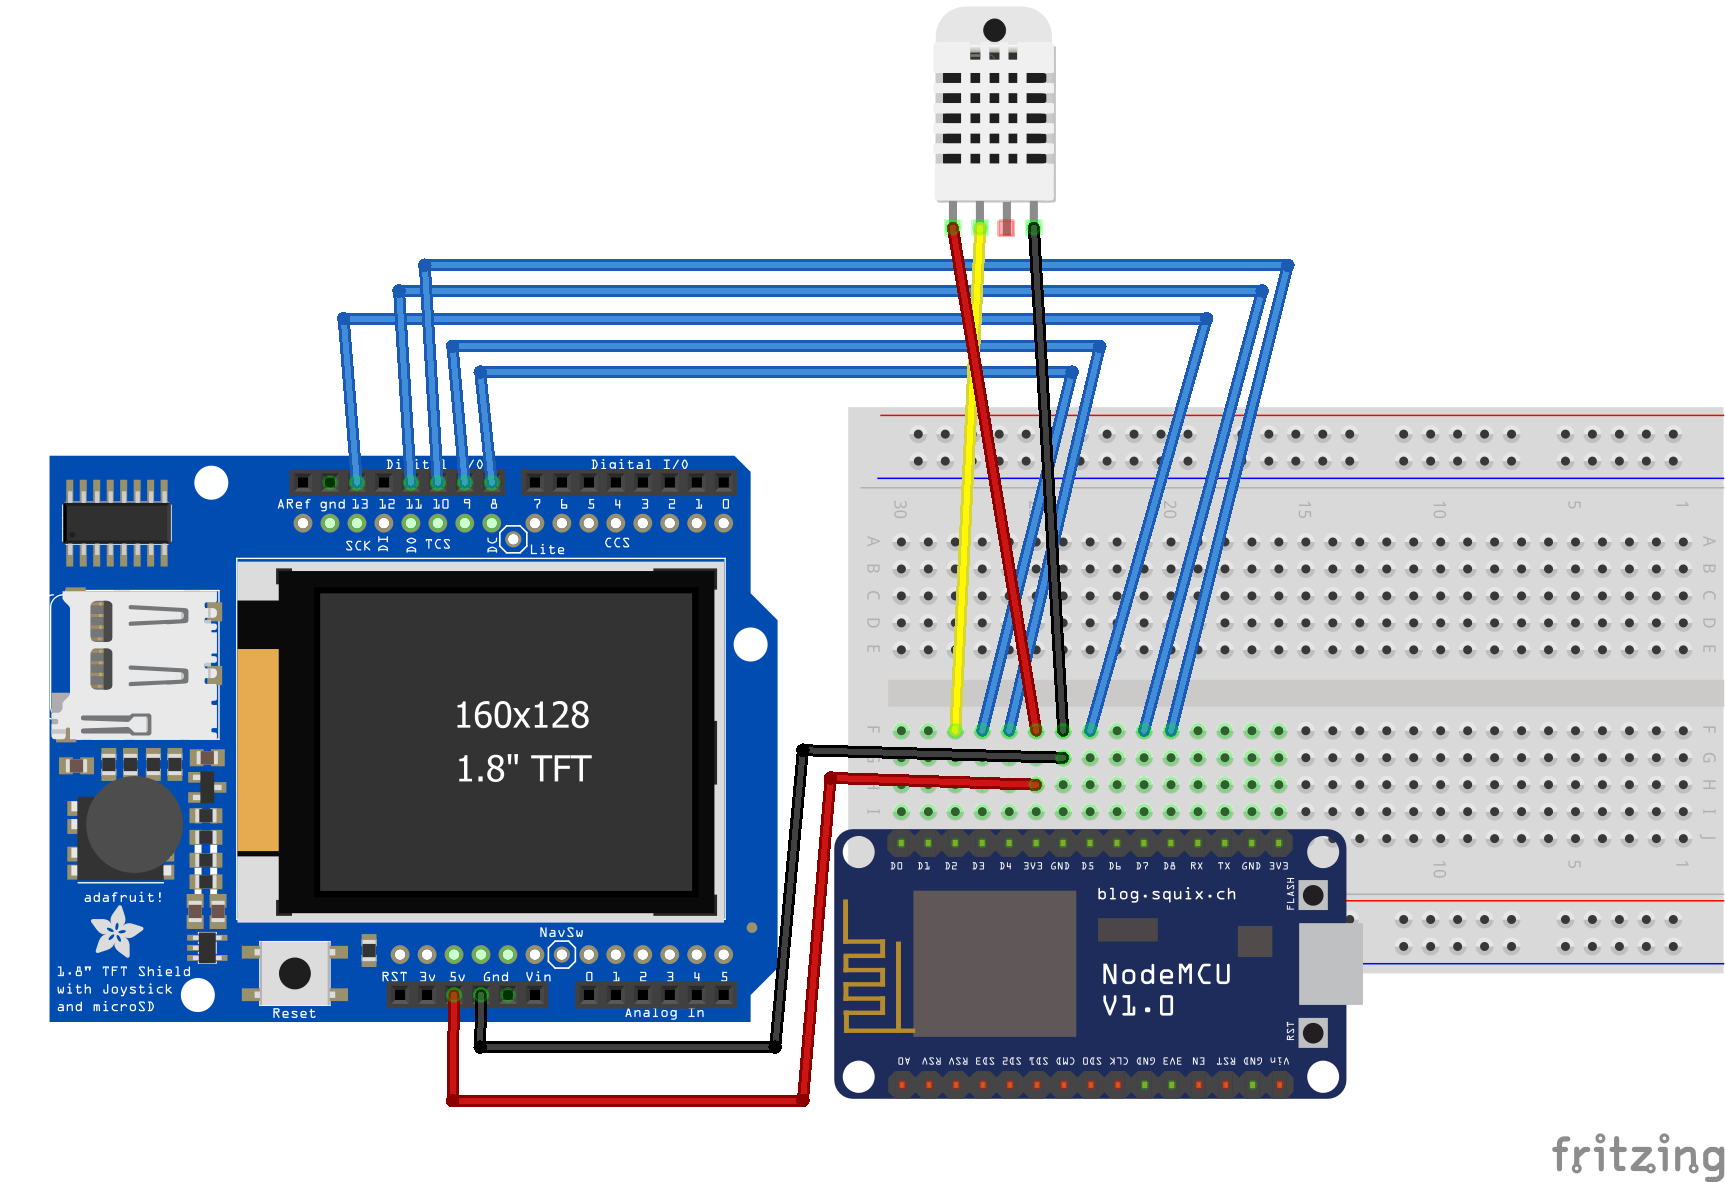 Digital I/O
Digital I/O
ARef gnd 13 12 11 10 9 8
7 6 5 4 3 2 1 0
SCK DI DO TCS DC
Lite
CCS
160x128
1.8" TFT
adafruit!
1.8" TFT Shield
with Joystick
and microSD
Reset
NavSw
RST 3v 5v Gnd Vin
0 1 2 3 4 5
Analog In
30 15 10 5 1
A A
B B
C C
D D
E E
F F
G G
H H
I I
J
10 5 1
D0 D1 D2 D3 D4 3V3 GND D5 D6 D7 D8 RX TX GND 3V3
blog.squix.ch
FLASH
NodeMCU
V1.0
RST
A0 RSV RSV SD3 SD2 SD1 CMD SD0 CLK GND 3V3 EN RST GND Vin
fritzing